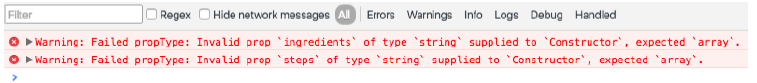 Filter Regex Hide network messages All Errors Warnings Info Logs Debug Handled
Warning: Failed propType: Invalid prop `ingredients` of type `string` supplied to `Constructor`, expected `array`.
Warning: Failed propType: Invalid prop `steps` of type `string` supplied to `Constructor`, expected `array`.